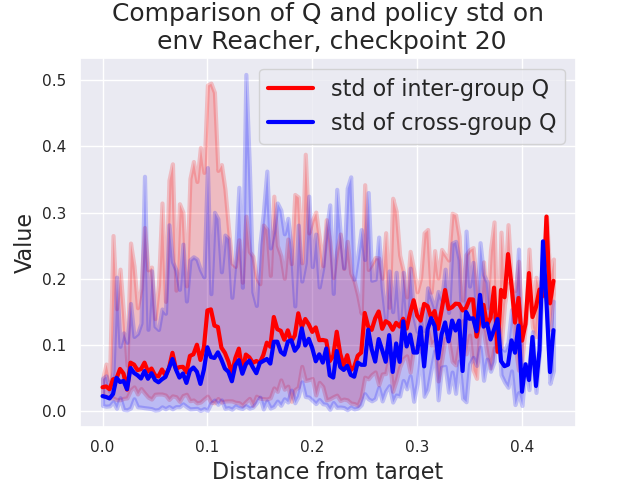 Comparison of Q and policy std on
env Reacher, checkpoint 20
std of inter-group Q
std of cross-group Q
Value
0.5
0.4
0.3
0.2
0.1
0.0
0.0 0.1 0.2 0.3 0.4
Distance from target